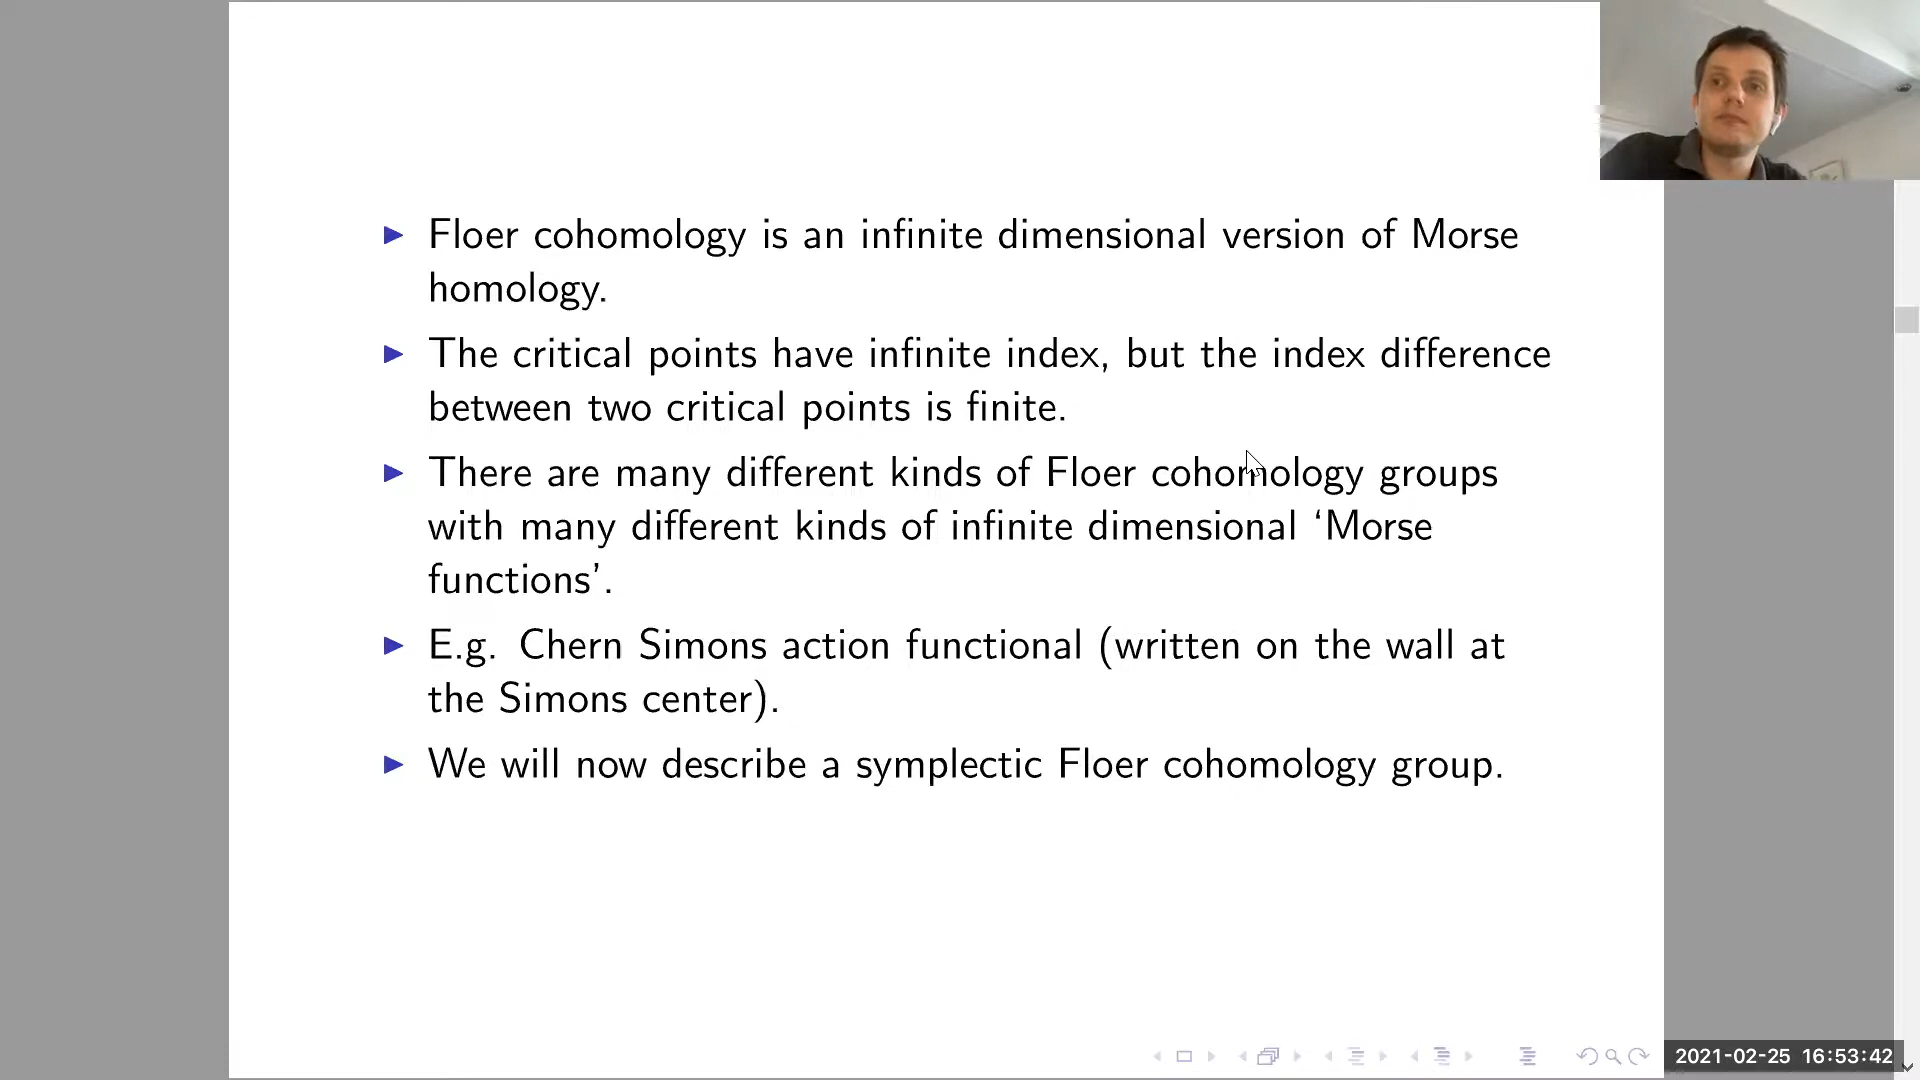 Floer cohomology is an infinite dimensional version of Morse
homology.
The critical points have infinite index, but the index difference
between two critical points is finite.
There are many different kinds of Floer cohomology groups
with many different kinds of infinite dimensional ‘Morse
functions’.
E.g. Chern Simons action functional (written on the wall at
the Simons center).
We will now describe a symplectic Floer cohomology group.
2021-02-25 16:53:42